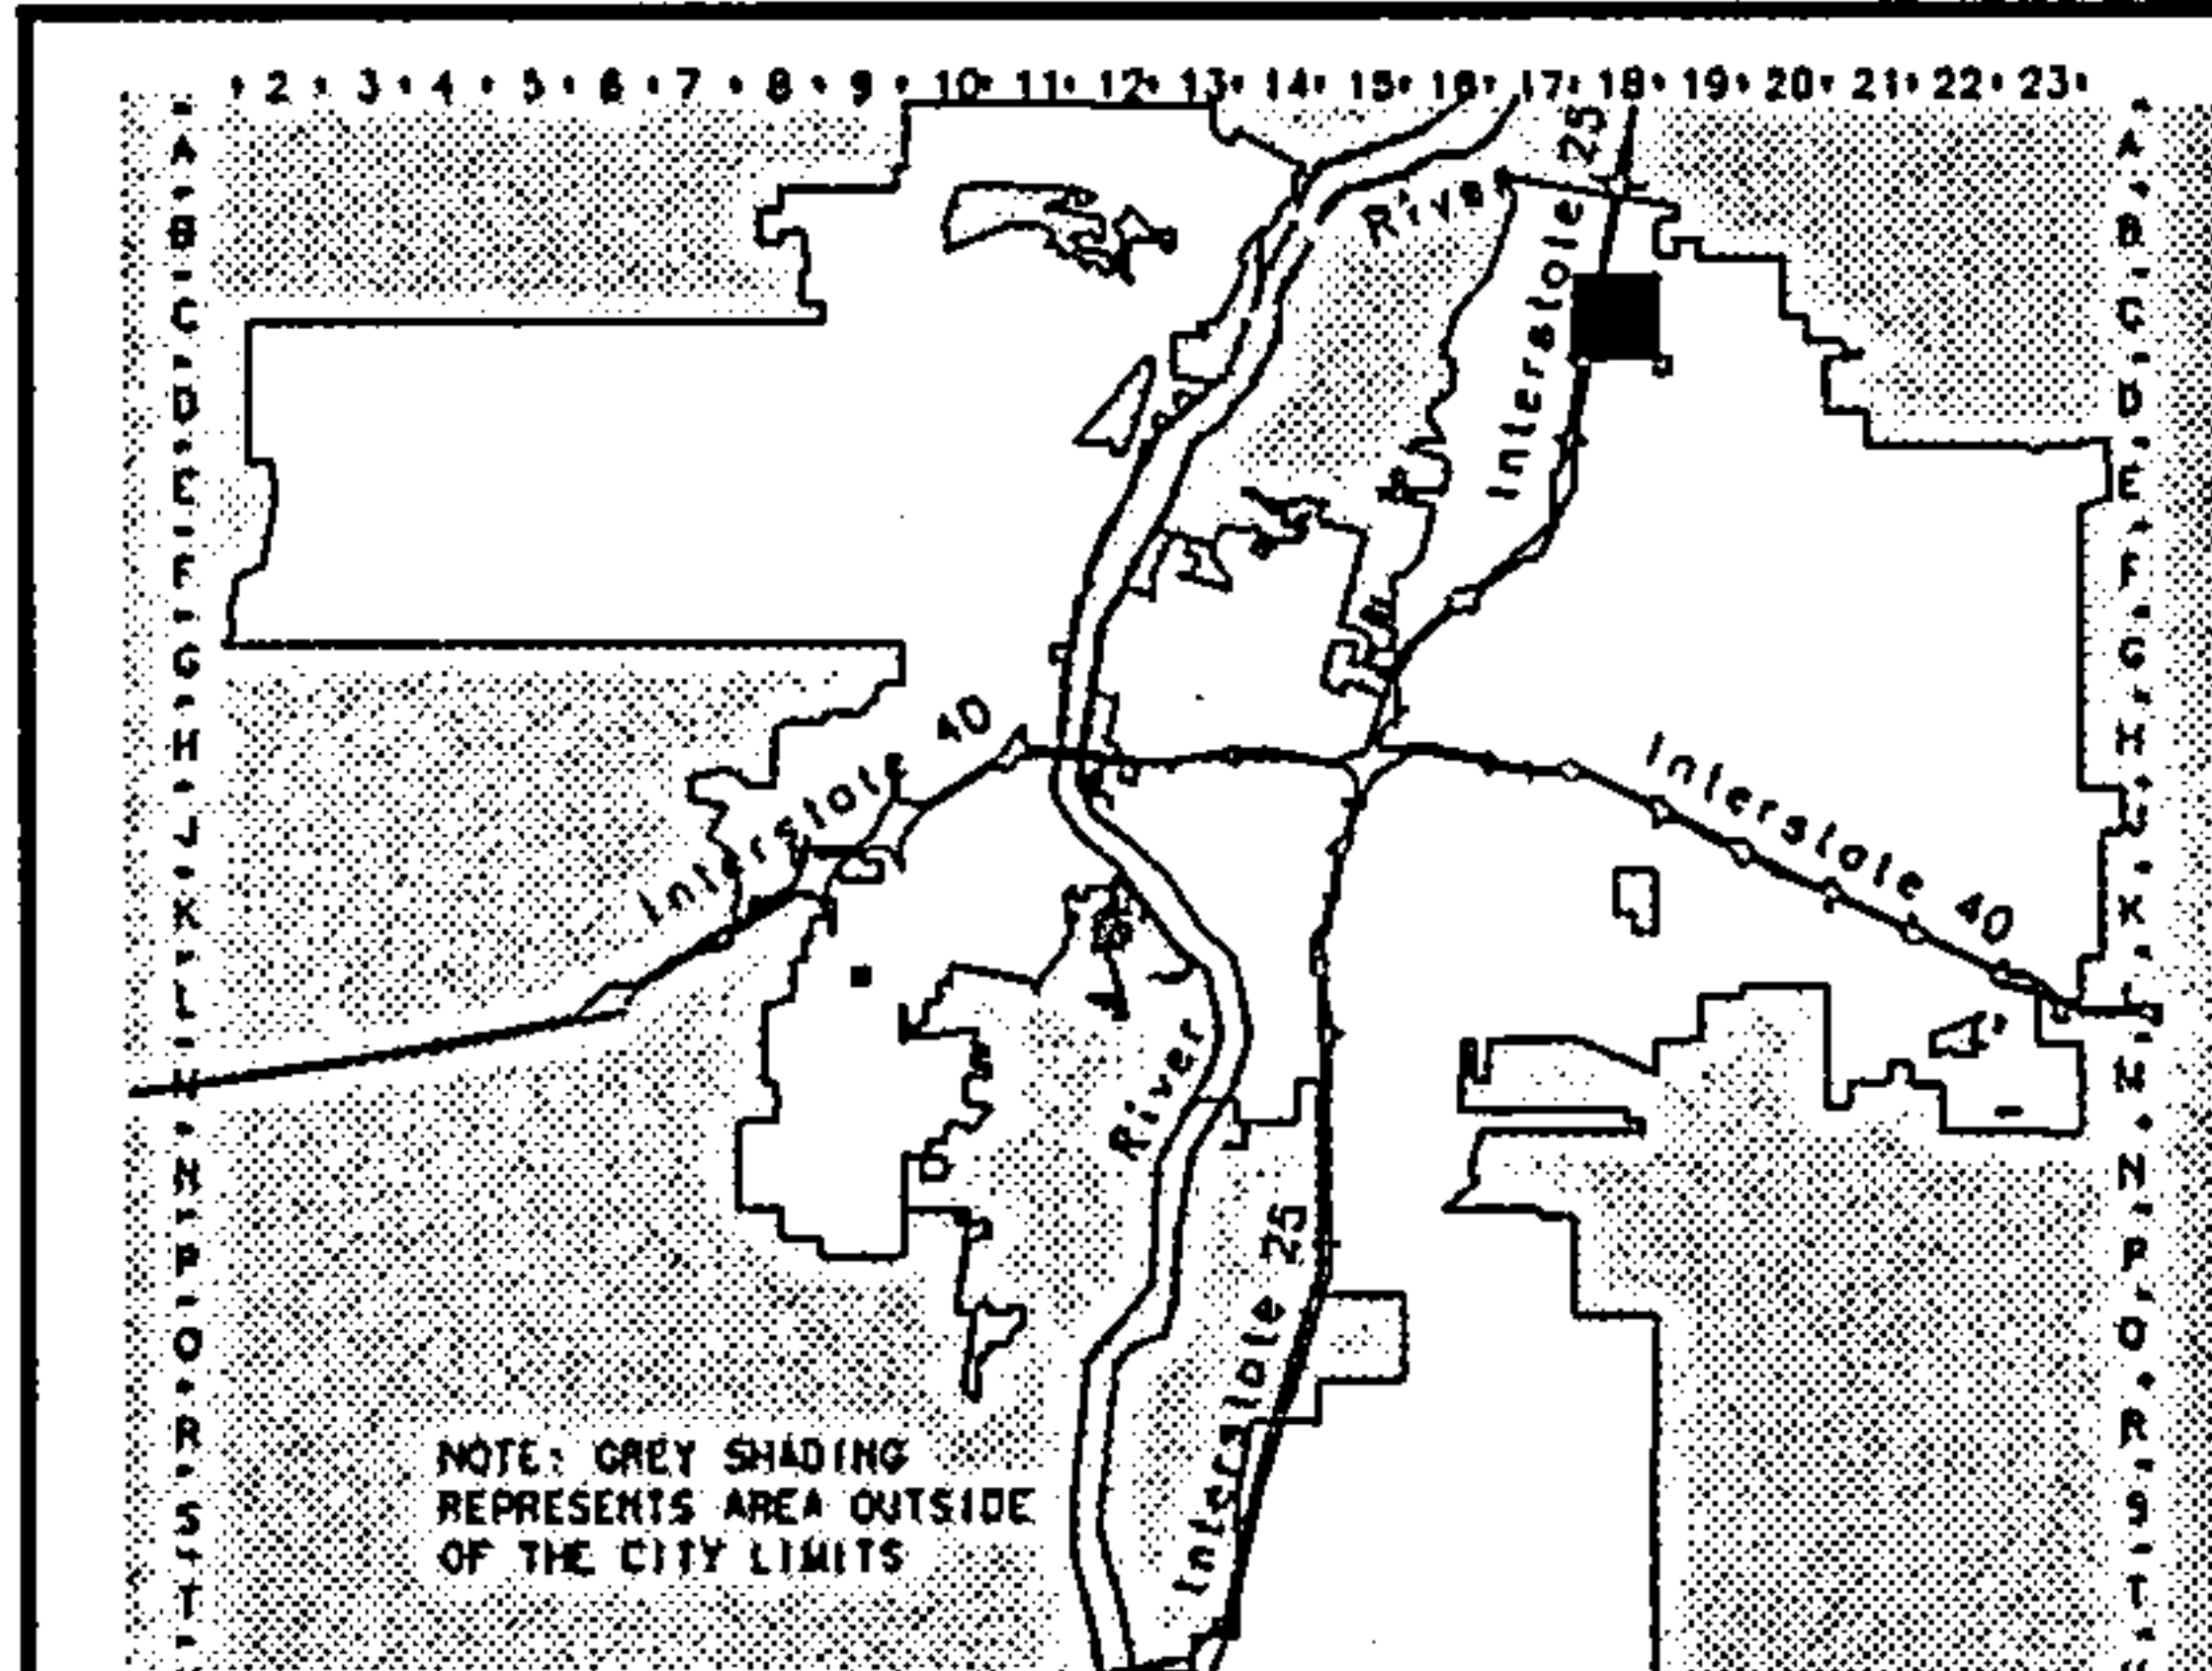 2 3 4 5 6 7 8 9 10 11 12 13 14 15 16 17 18 19 20 21 22 23
A A
B B
C C
D D
E E
F F
G G
H H
J J
K K
L L
M M
N N
P P
Q Q
R R
S S
T T
River
Interstate 25
Interstate 40
Interstate 40
River
Interstate 25
NOTE: GREY SHADING
REPRESENTS AREA OUTSIDE
OF THE CITY LIMITS